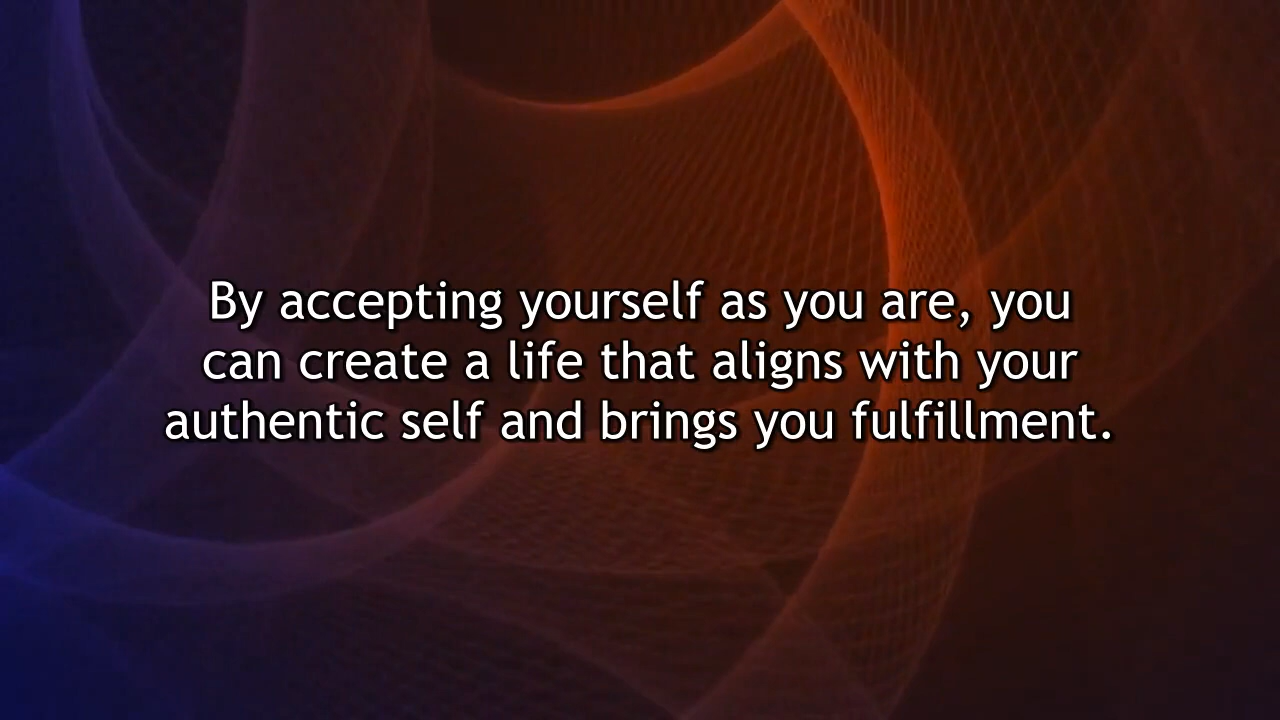 By accepting yourself as you are, you
can create a life that aligns with your
authentic self and brings you fulfillment.